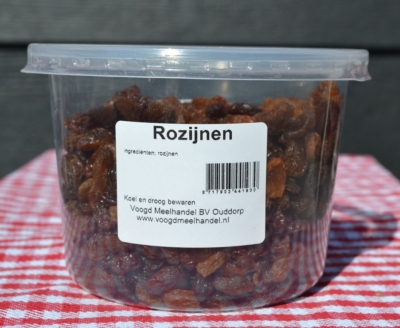 Rozijnen
Ingrediënten: rozijnen
Koel en droog bewaren
Voogd Meelhandel BV Ouddorp
www.voogdmeelhandel.nl